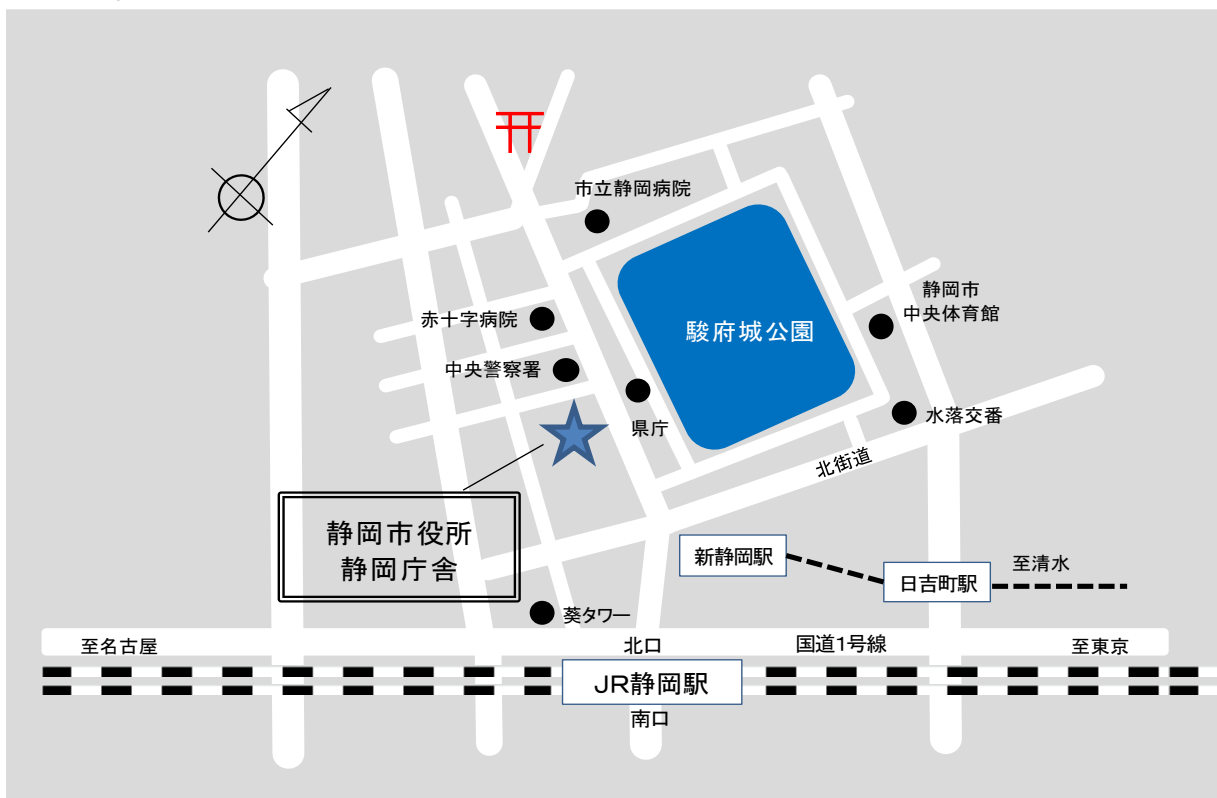 市立静岡病院
静岡市
中央体育館
赤十字病院
駿府城公園
中央警察署
県庁
水落交番
北街道
静岡市役所
静岡庁舎
新静岡駅
日吉町駅
至清水
葵タワー
至名古屋
北口
国道1号線
至東京
JR静岡駅
南口